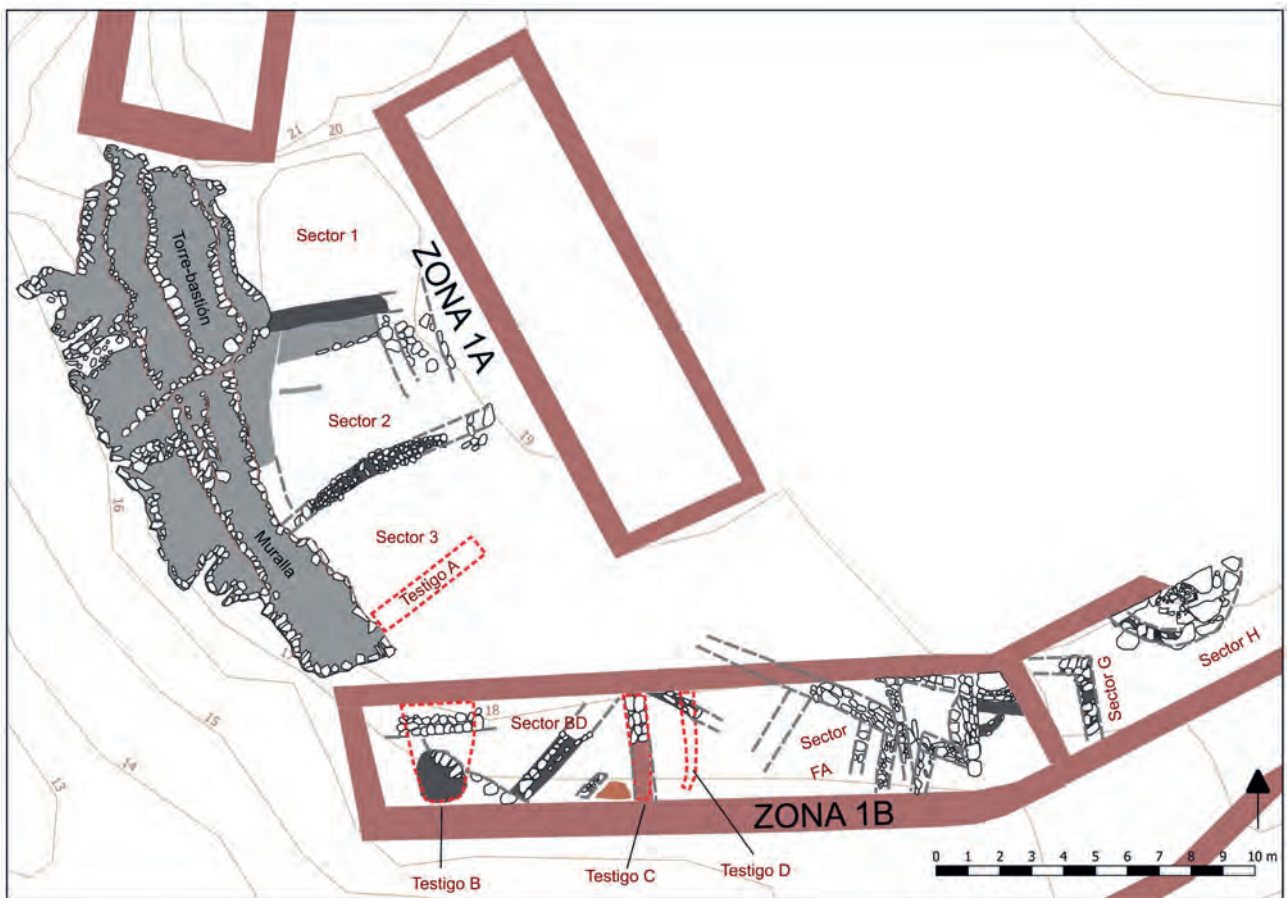 21
20
Sector 1
ZONA 1A
Torre-bastión
Sector 2
19
16
Sector 3
Muralla
Testigo A
Sector H
Sector G
18
Sector BD
Sector
FA
15
14
13
ZONA 1B
Testigo B
Testigo C
Testigo D
0 1 2 3 4 5 6 7 8 9 10 m